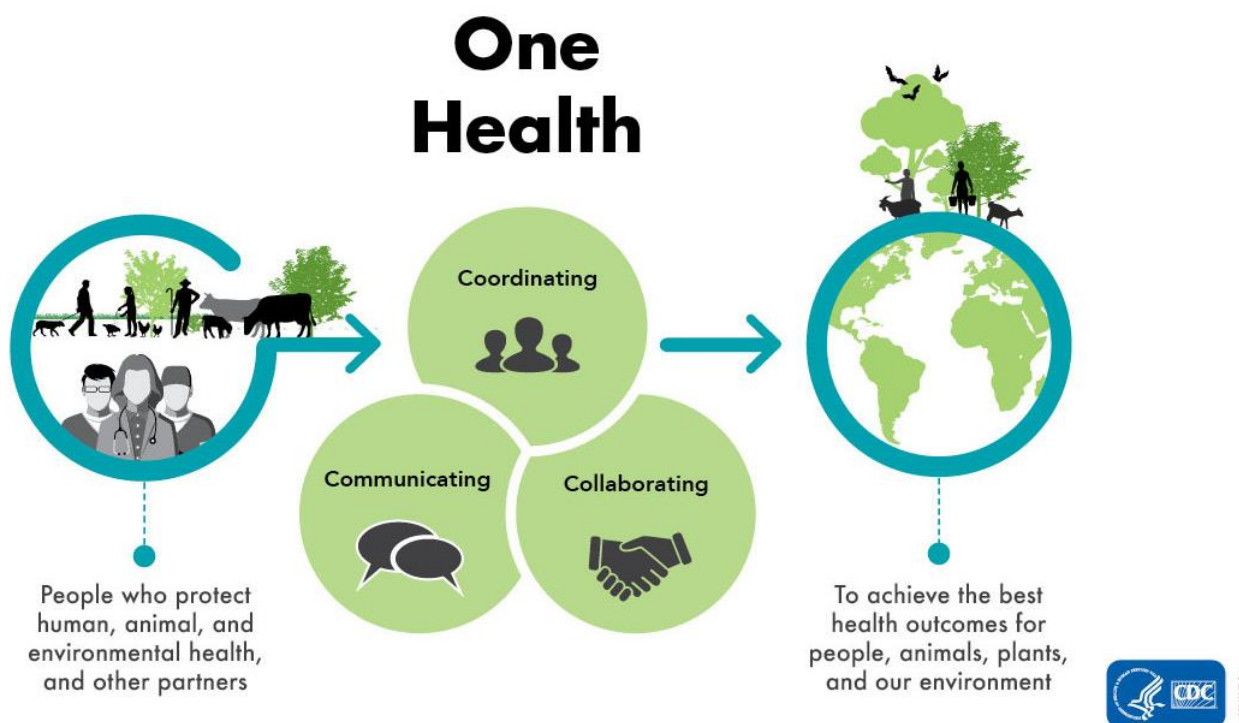 One
Health
Coordinating
Communicating
Collaborating
People who protect
human, animal, and
environmental health,
and other partners
To achieve the best
health outcomes for
people, animals, plants,
and our environment
CDC